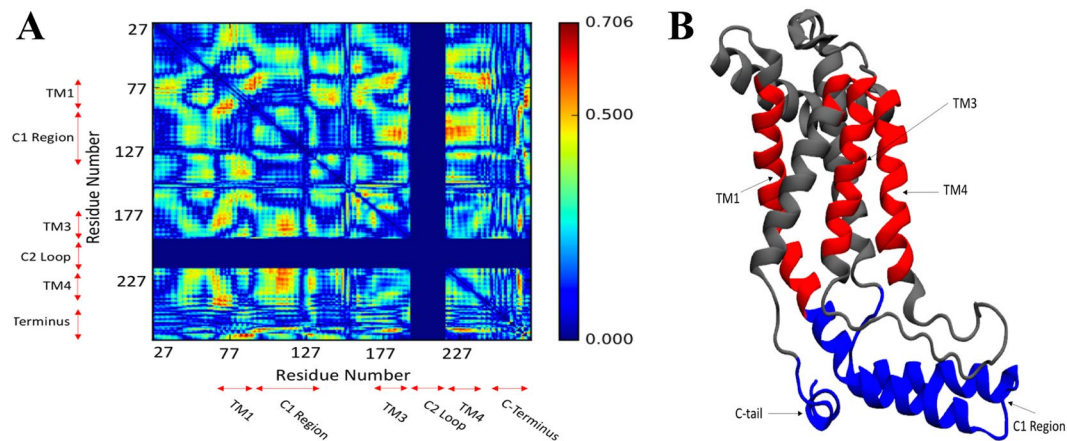 A
27
77
127
177
227
TM1
C1 Region
TM3
C2 Loop
TM4
Terminus
Residue Number
27 77 127 177 227
Residue Number
TM1 C1 Region TM3 C2 Loop TM4 C-Terminus
0.706
0.500
0.000
B
TM3
TM1
TM4
C-tail
C1 Region